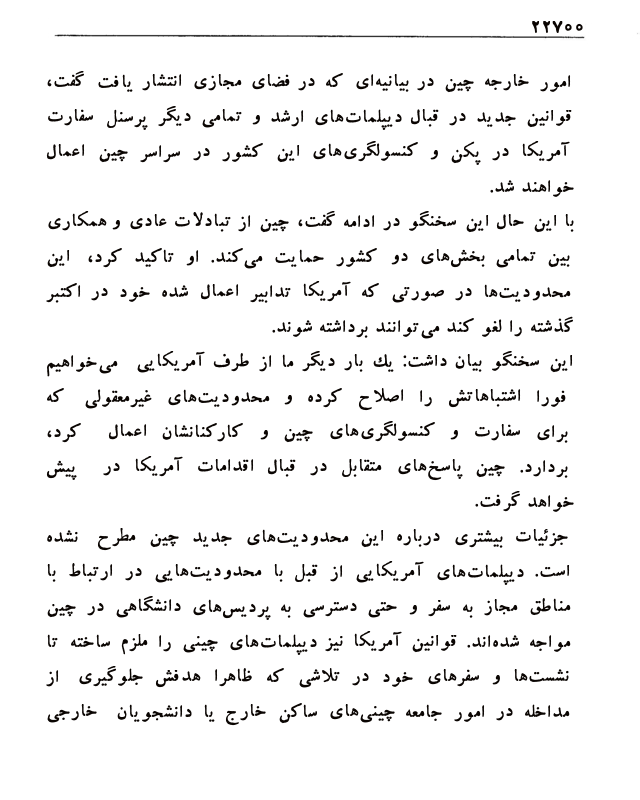 ۲۲۷۰۰
امور خارجه چین در بیانیه‌ای که در فضای مجازی انتشار یافت گفت،
قوانین جدید در قبال دیپلمات‌های ارشد و تمامی دیگر پرسنل سفارت
آمریکا در پکن و کنسولگری‌های این کشور در سراسر چین اعمال
خواهند شد.
با این حال این سخنگو در ادامه گفت، چین از تبادلات عادی و همکاری
بین تمامی بخش‌های دو کشور حمایت می‌کند. او تاکید کرد، این
محدودیت‌ها در صورتی که آمریکا تدابیر اعمال شده خود در اکتبر
گذشته را لغو کند می‌توانند برداشته شوند.
این سخنگو بیان داشت: یك بار دیگر ما از طرف آمریکایی می‌خواهیم
فورا اشتباهاتش را اصلاح کرده و محدودیت‌های غیرمعقولی که
برای سفارت و کنسولگری‌های چین و کارکنانشان اعمال کرد،
بردارد. چین پاسخ‌های متقابل در قبال اقدامات آمریکا در پیش
خواهد گرفت.
جزئیات بیشتری درباره این محدودیت‌های جدید چین مطرح نشده
است. دیپلمات‌های آمریکایی از قبل با محدودیت‌هایی در ارتباط با
مناطق مجاز به سفر و حتی دسترسی به پردیس‌های دانشگاهی در چین
مواجه شده‌اند. قوانین آمریکا نیز دیپلمات‌های چینی را ملزم ساخته تا
نشست‌ها و سفرهای خود در تلاشی که ظاهرا هدفش جلوگیری از
مداخله در امور جامعه چینی‌های ساکن خارج یا دانشجویان خارجی